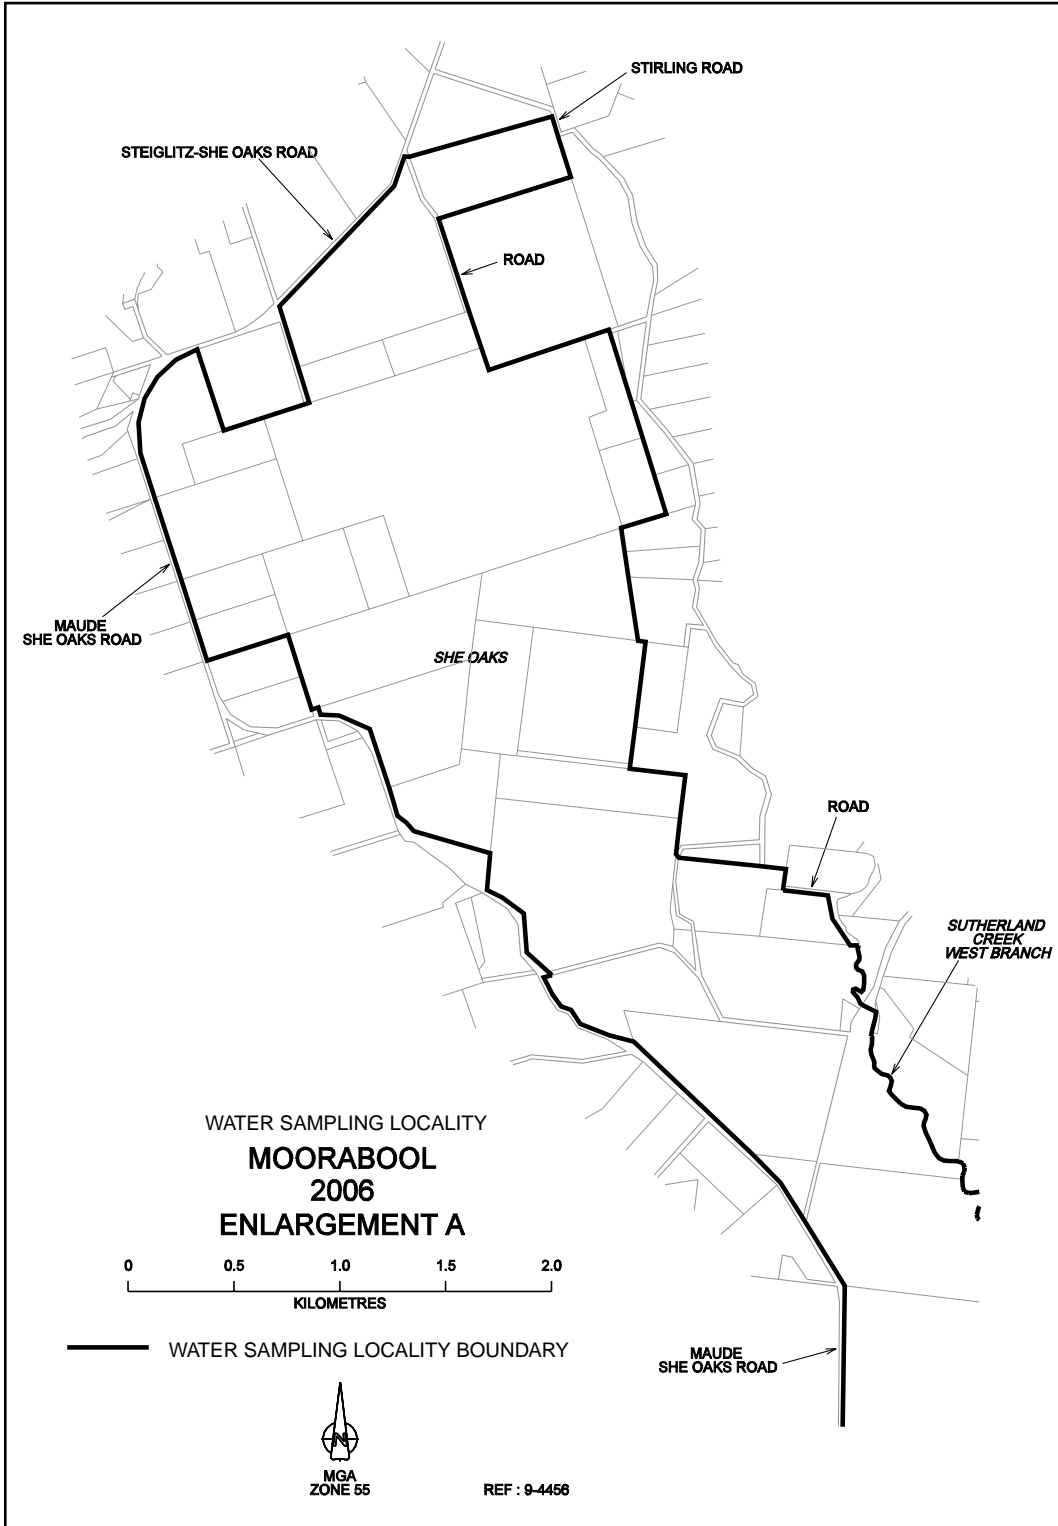 STIRLING ROAD
STEIGLITZ-SHE OAKS ROAD
ROAD
MAUDE
SHE OAKS ROAD
SHE OAKS
ROAD
SUTHERLAND
CREEK
WEST BRANCH
WATER SAMPLING LOCALITY
MOORABOOL
2006
ENLARGEMENT A
0 0.5 1.0 1.5 2.0
KILOMETRES
WATER SAMPLING LOCALITY BOUNDARY
MAUDE
SHE OAKS ROAD
N
MGA
ZONE 55
REF : 9-4456